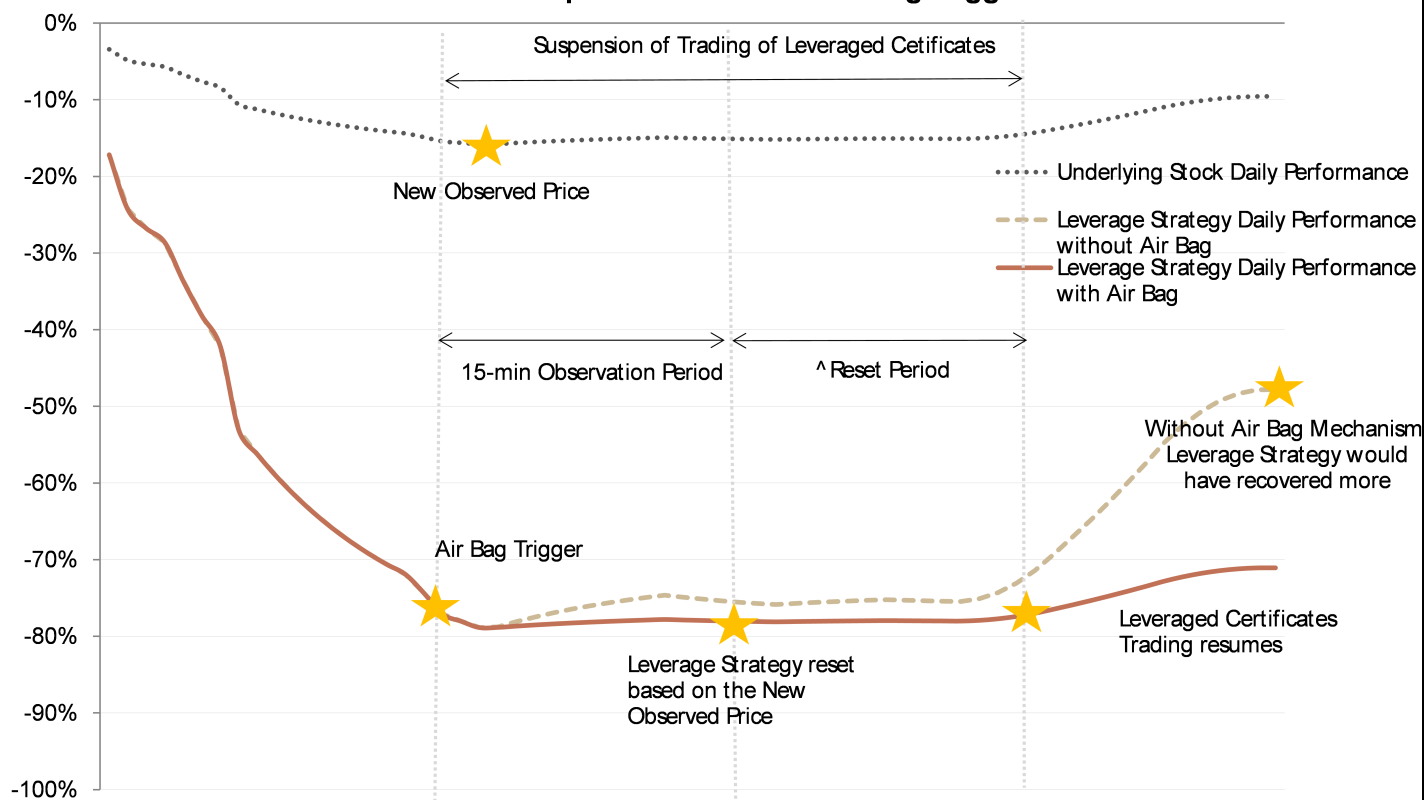 0%
Suspension of Trading of Leveraged Cetificates
-10%
-20%
New Observed Price
Underlying Stock Daily Performance
Leverage Strategy Daily Performance
without Air Bag
Leverage Strategy Daily Performance
with Air Bag
-30%
-40%
15-min Observation Period
^ Reset Period
-50%
Without Air Bag Mechanism
Leverage Strategy would
have recovered more
-60%
-70%
Air Bag Trigger
-80%
Leveraged Certificates
Trading resumes
Leverage Strategy reset
based on the New
Observed Price
-90%
-100%